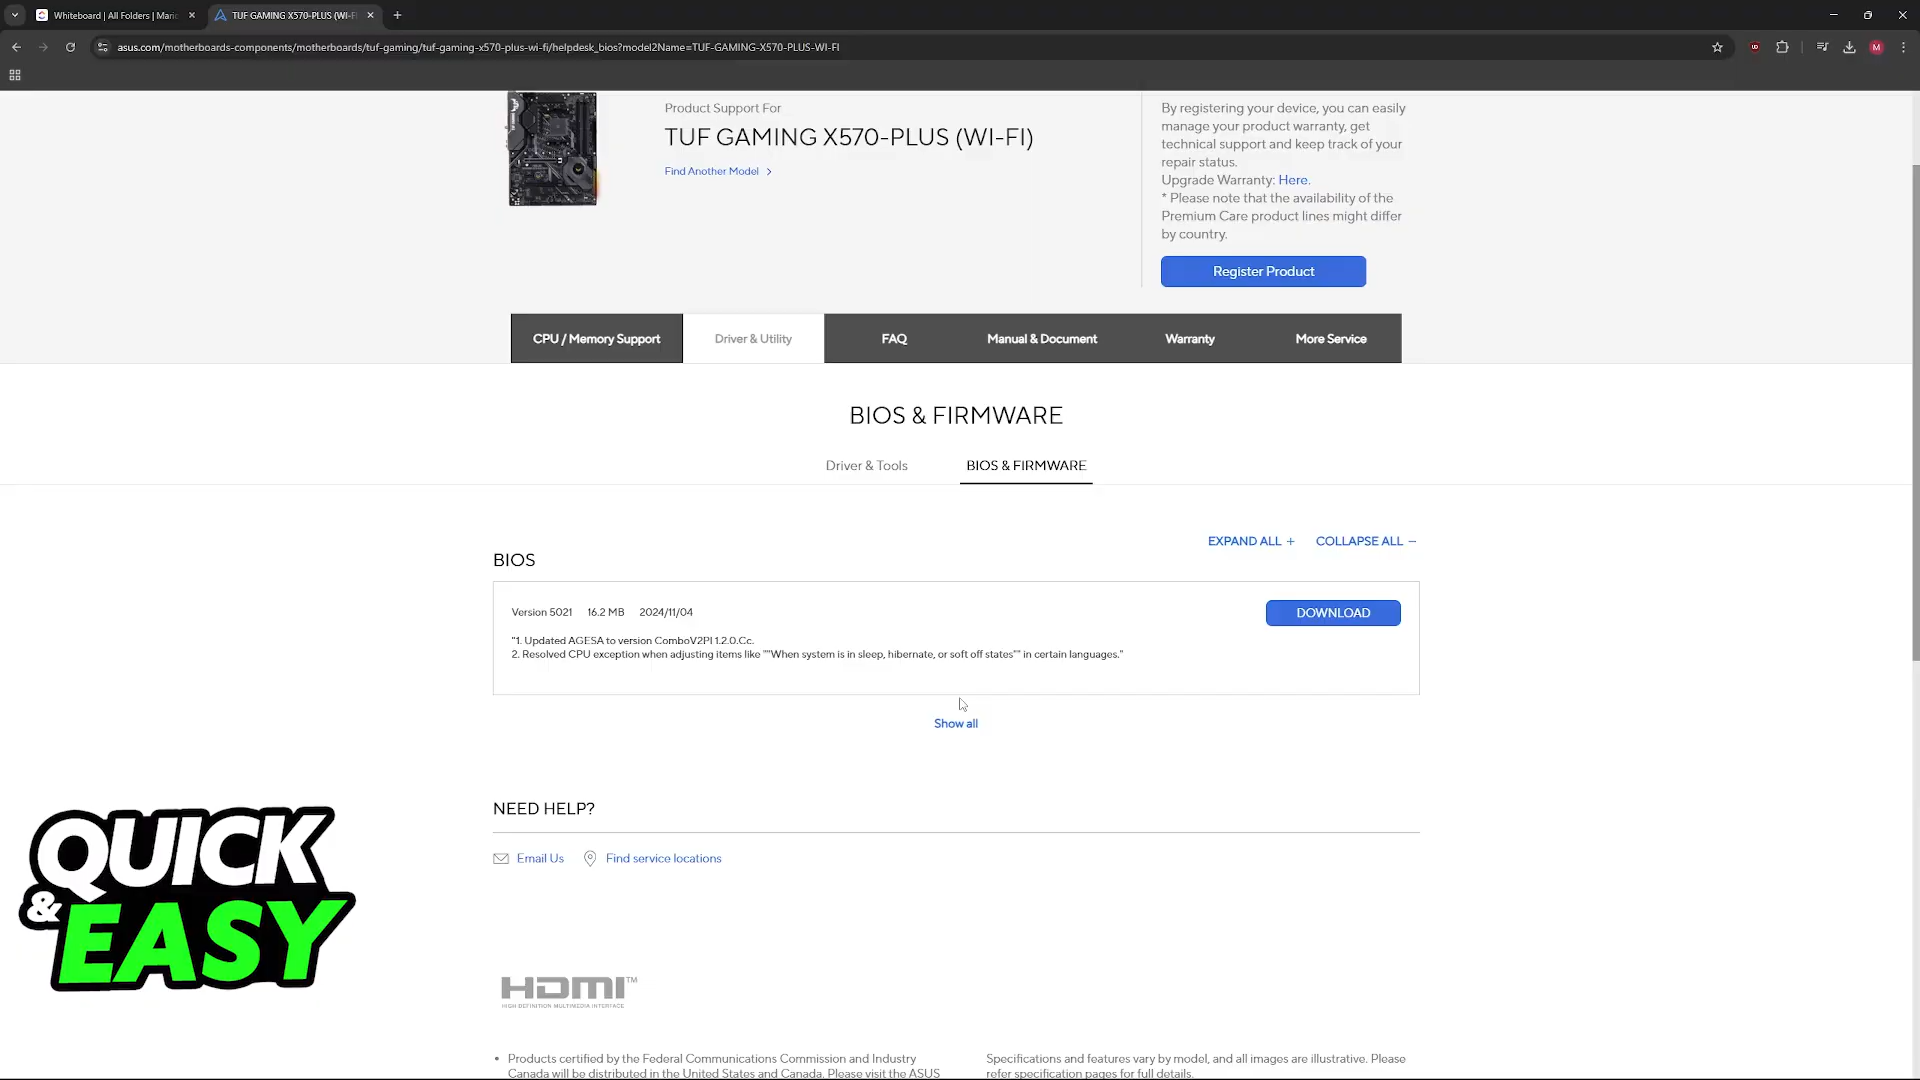 Whiteboard | All Folders | Mari
TUF GAMING X570-PLUS (WI-F
asus.com/motherboards-components/motherboards/tuf-gaming/tuf-gaming-x570-plus-wi-fi/helpdesk_bios?model2Name=TUF-GAMING-X570-PLUS-WI-FI
M
Product Support For
TUF GAMING X570-PLUS (WI-FI)
Find Another Model
By registering your device, you can easily
manage your product warranty, get
technical support and keep track of your
repair status.
Upgrade Warranty: Here.
* Please note that the availability of the
Premium Care product lines might differ
by country.
Register Product
CPU / Memory Support
Driver & Utility
FAQ
Manual & Document
Warranty
More Service
BIOS & FIRMWARE
Driver & Tools
BIOS & FIRMWARE
EXPAND ALL +
COLLAPSE ALL −
BIOS
Version 5021 16.2 MB 2024/11/04
DOWNLOAD
"1. Updated AGESA to version ComboV2PI 1.2.0.Cc.
2. Resolved CPU exception when adjusting items like ""When system is in sleep, hibernate, or soft off states"" in certain languages."
Show all
NEED HELP?
Email Us
Find service locations
QUICK
& EASY
HDMI™
HIGH DEFINITION MULTIMEDIA INTERFACE
• Products certified by the Federal Communications Commission and Industry
Canada will be distributed in the United States and Canada. Please visit the ASUS
Specifications and features vary by model, and all images are illustrative. Please
refer specification pages for full details.